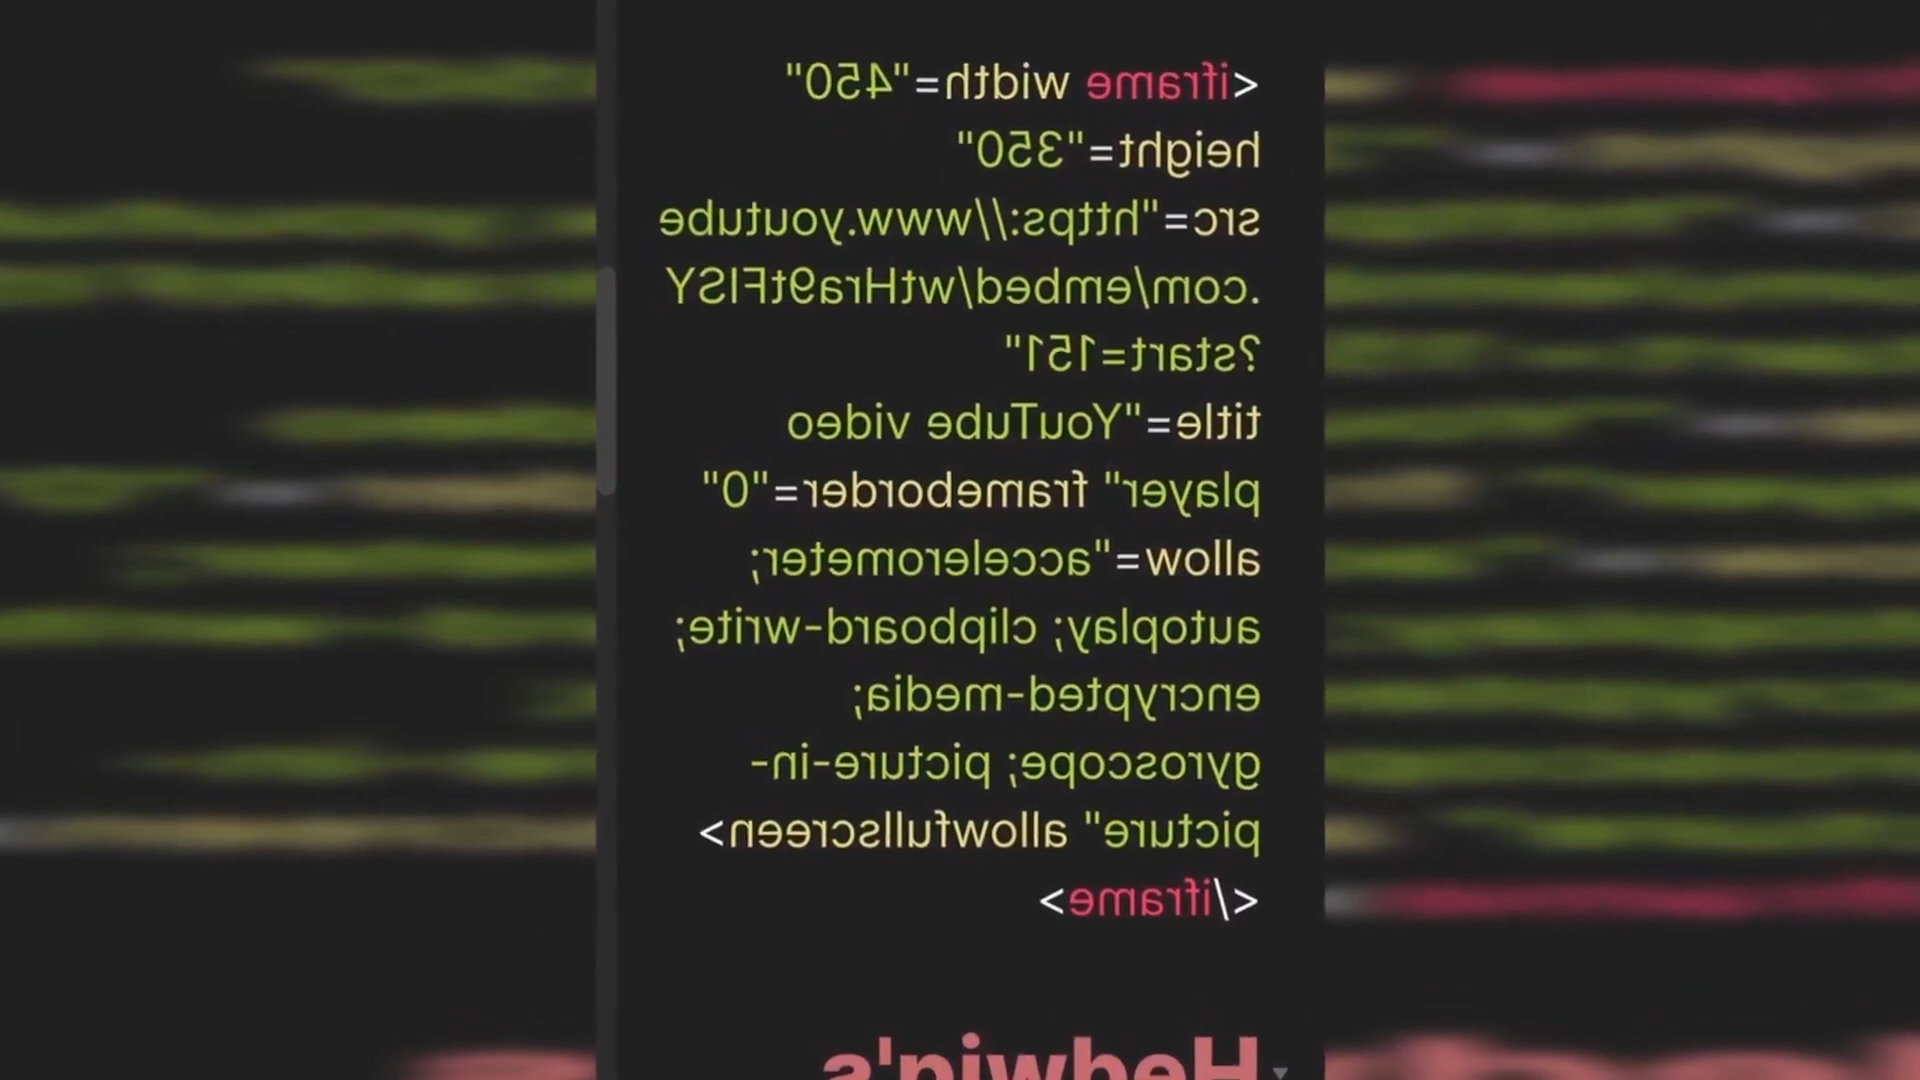 <iframe width="450"
height="350"
src="https://www.youtube
.com/embed/wtHra9tFISY
?start=151"
title="YouTube video
player" frameborder="0"
allow="accelerometer;
autoplay; clipboard-write;
encrypted-media;
gyroscope; picture-in-
picture" allowfullscreen>
</iframe>
Hedwig's